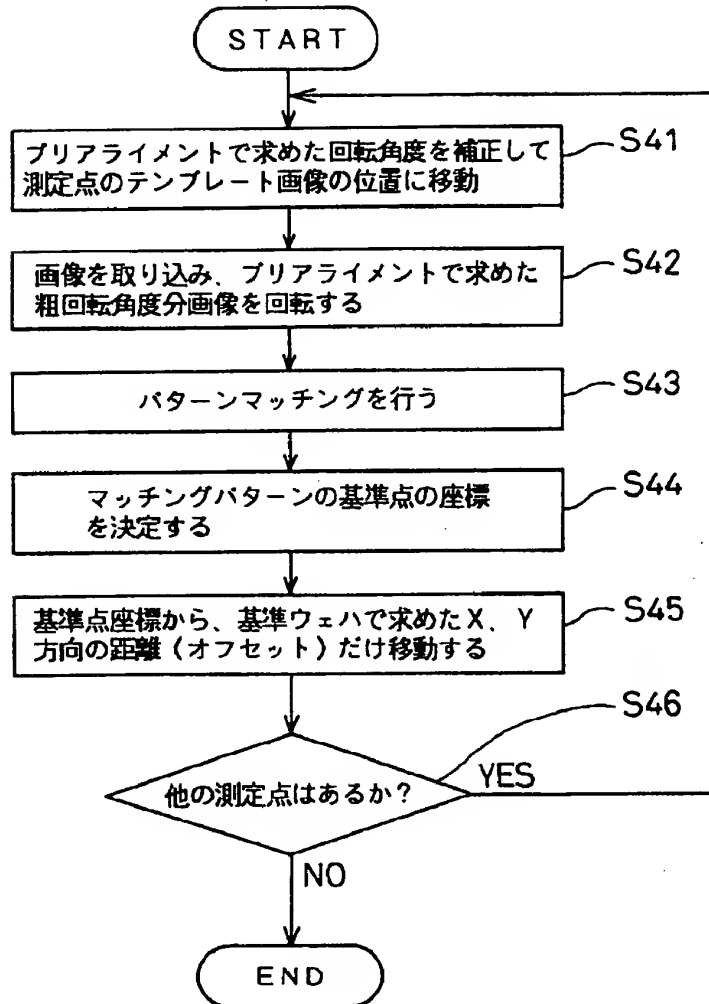 START
プリアライメントで求めた回転角度を補正して
測定点のテンプレート画像の位置に移動
S41
画像を取り込み、プリアライメントで求めた
粗回転角度分画像を回転する
S42
パターンマッチングを行う
S43
マッチングパターンの基準点の座標
を決定する
S44
基準点座標から、基準ウェハで求めたX、Y
方向の距離(オフセット)だけ移動する
S45
S46
他の測定点はあるか?
YES
NO
END